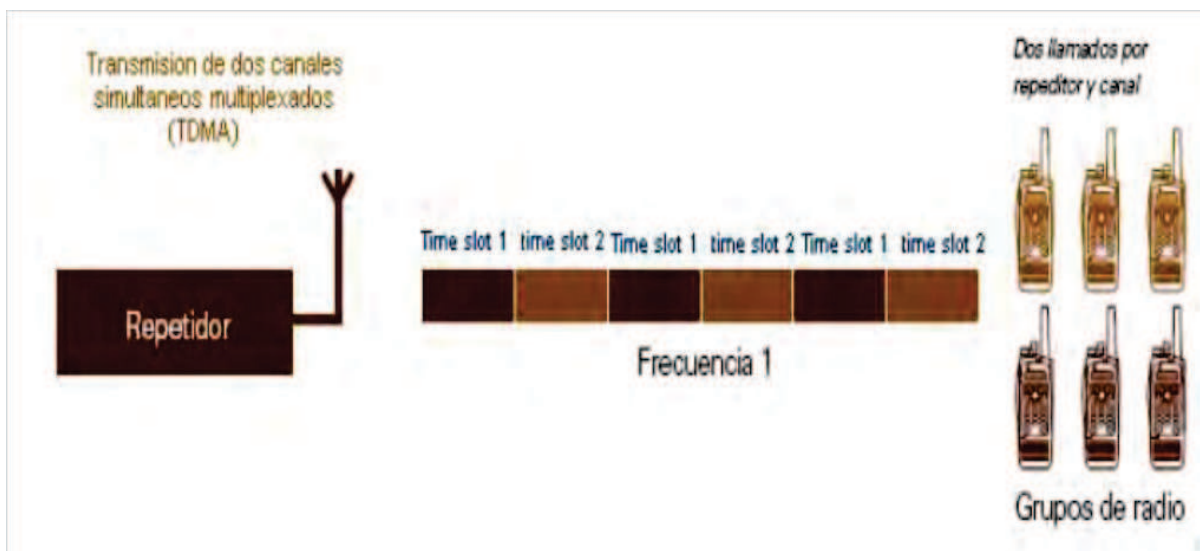 Transmision de dos canales
simultaneos multiplexados
(TDMA)
Dos llamados por
repeditor y canal
Time slot 1 time slot 2 Time slot 1 time slot 2 Time slot 1 time slot 2
Repetidor
Frecuencia 1
Grupos de radio